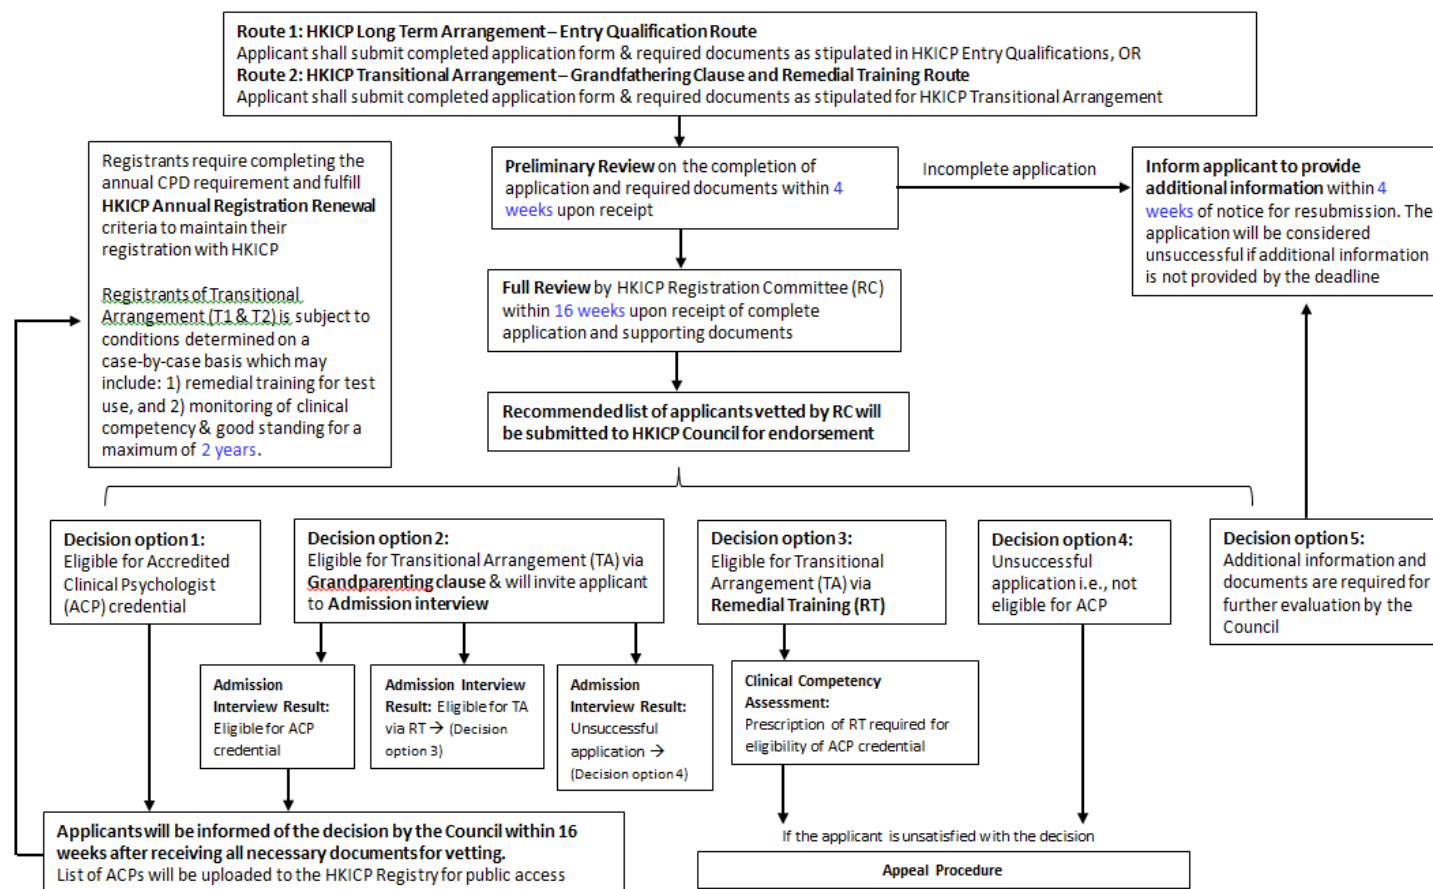 Route 1: HKICP Long Term Arrangement – Entry Qualification Route
Applicant shall submit completed application form & required documents as stipulated in HKICP Entry Qualifications, OR
Route 2: HKICP Transitional Arrangement – Grandfathering Clause and Remedial Training Route
Applicant shall submit completed application form & required documents as stipulated for HKICP Transitional Arrangement
Registrants require completing the
annual CPD requirement and fulfill
HKICP Annual Registration Renewal
criteria to maintain their
registration with HKICP
Registrants of Transitional
Arrangement (T1 & T2) is subject to
conditions determined on a
case-by-case basis which may
include: 1) remedial training for test
use, and 2) monitoring of clinical
competency & good standing for a
maximum of 2 years.
Preliminary Review on the completion of
application and required documents within 4
weeks upon receipt
Incomplete application
Inform applicant to provide
additional information within 4
weeks of notice for resubmission. The
application will be considered
unsuccessful if additional information
is not provided by the deadline
Full Review by HKICP Registration Committee (RC)
within 16 weeks upon receipt of complete
application and supporting documents
Recommended list of applicants vetted by RC will
be submitted to HKICP Council for endorsement
Decision option 1:
Eligible for Accredited
Clinical Psychologist
(ACP) credential
Decision option 2:
Eligible for Transitional Arrangement (TA) via
Grandparenting clause & will invite applicant
to Admission interview
Decision option 3:
Eligible for Transitional
Arrangement (TA) via
Remedial Training (RT)
Decision option 4:
Unsuccessful
application i.e., not
eligible for ACP
Decision option 5:
Additional information and
documents are required for
further evaluation by the
Council
Admission
Interview Result:
Eligible for ACP
credential
Admission Interview
Result: Eligible for TA
via RT → (Decision
option 3)
Admission
Interview Result:
Unsuccessful
application →
(Decision option 4)
Clinical Competency
Assessment:
Prescription of RT required for
eligibility of ACP credential
Applicants will be informed of the decision by the Council within 16
weeks after receiving all necessary documents for vetting.
List of ACPs will be uploaded to the HKICP Registry for public access
If the applicant is unsatisfied with the decision
Appeal Procedure